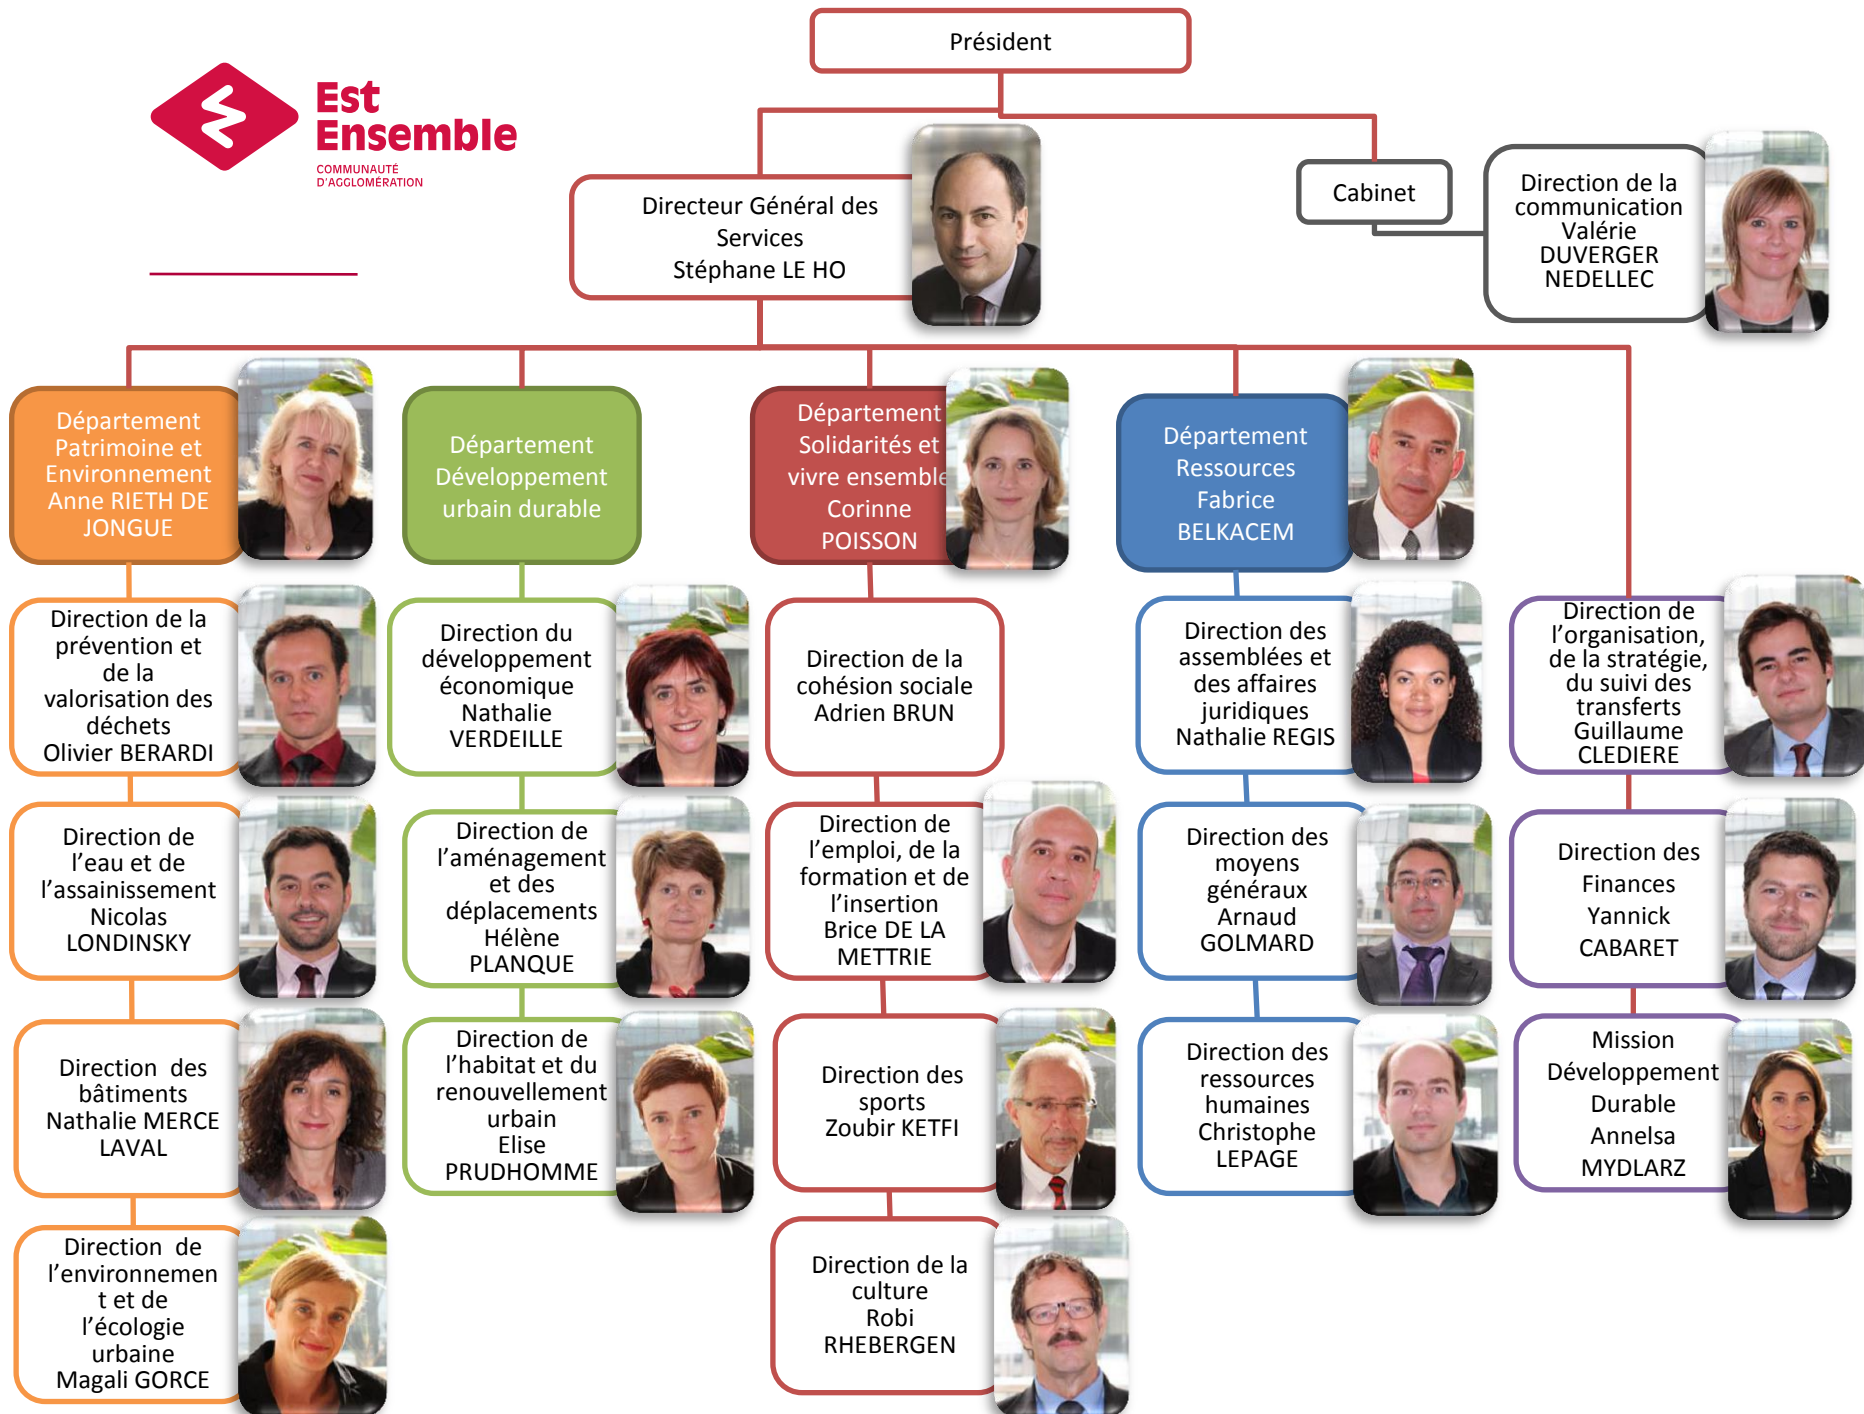 Président
Est
Ensemble
COMMUNAUTÉ
D'AGGLOMÉRATION
Directeur Général des
Services
Stéphane LE HO
Cabinet
Direction de la
communication
Valérie
DUVERGER
NEDELLEC
Département
Patrimoine et
Environnement
Anne RIETH DE
JONGUE
Département
Développement
urbain durable
Département
Solidarités et
vivre ensemble
Corinne
POISSON
Département
Ressources
Fabrice
BELKACEM
Direction de la
prévention et
de la
valorisation des
déchets
Olivier BERARDI
Direction du
développement
économique
Nathalie
VERDEILLE
Direction de la
cohésion sociale
Adrien BRUN
Direction des
assemblées et
des affaires
juridiques
Nathalie REGIS
Direction de
l'organisation,
de la stratégie,
du suivi des
transferts
Guillaume
CLEDIERE
Direction de
l'eau et de
l'assainissement
Nicolas
LONDINSKY
Direction de
l'aménagement
et des
déplacements
Hélène
PLANQUE
Direction de
l'emploi, de la
formation et de
l'insertion
Brice DE LA
METTRIE
Direction des
moyens
généraux
Arnaud
GOLMARD
Direction des
Finances
Yannick
CABARET
Direction des
bâtiments
Nathalie MERCE
LAVAL
Direction de
l'habitat et du
renouvellement
urbain
Elise
PRUDHOMME
Direction des
sports
Zoubir KETFI
Direction des
ressources
humaines
Christophe
LEPAGE
Mission
Développement
Durable
Annelsa
MYDLARZ
Direction de
l'environnemen
t et de
l'écologie
urbaine
Magali GORCE
Direction de la
culture
Robi
RHEBERGEN